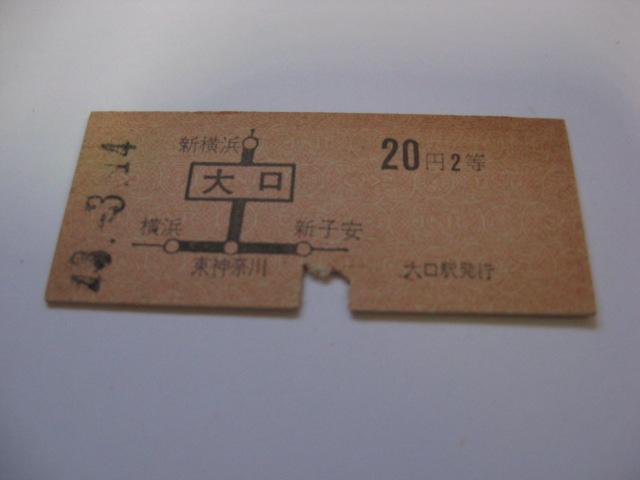 新横浜
大口
横浜
新子安
東神奈川
20円2等
大口駅発行
43. 3. 14